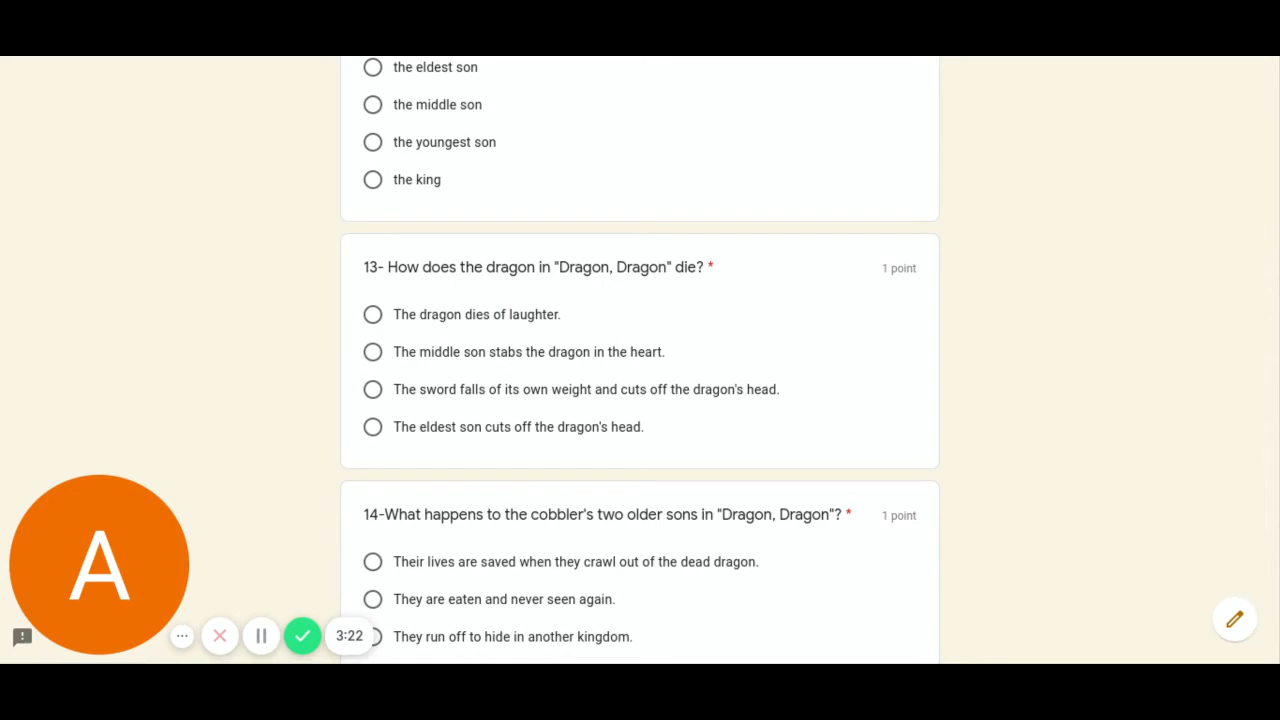 the eldest son
the middle son
the youngest son
the king
13- How does the dragon in "Dragon, Dragon" die? *
1 point
The dragon dies of laughter.
The middle son stabs the dragon in the heart.
The sword falls of its own weight and cuts off the dragon's head.
The eldest son cuts off the dragon's head.
14-What happens to the cobbler's two older sons in "Dragon, Dragon"? *
1 point
Their lives are saved when they crawl out of the dead dragon.
They are eaten and never seen again.
They run off to hide in another kingdom.
A
3:22